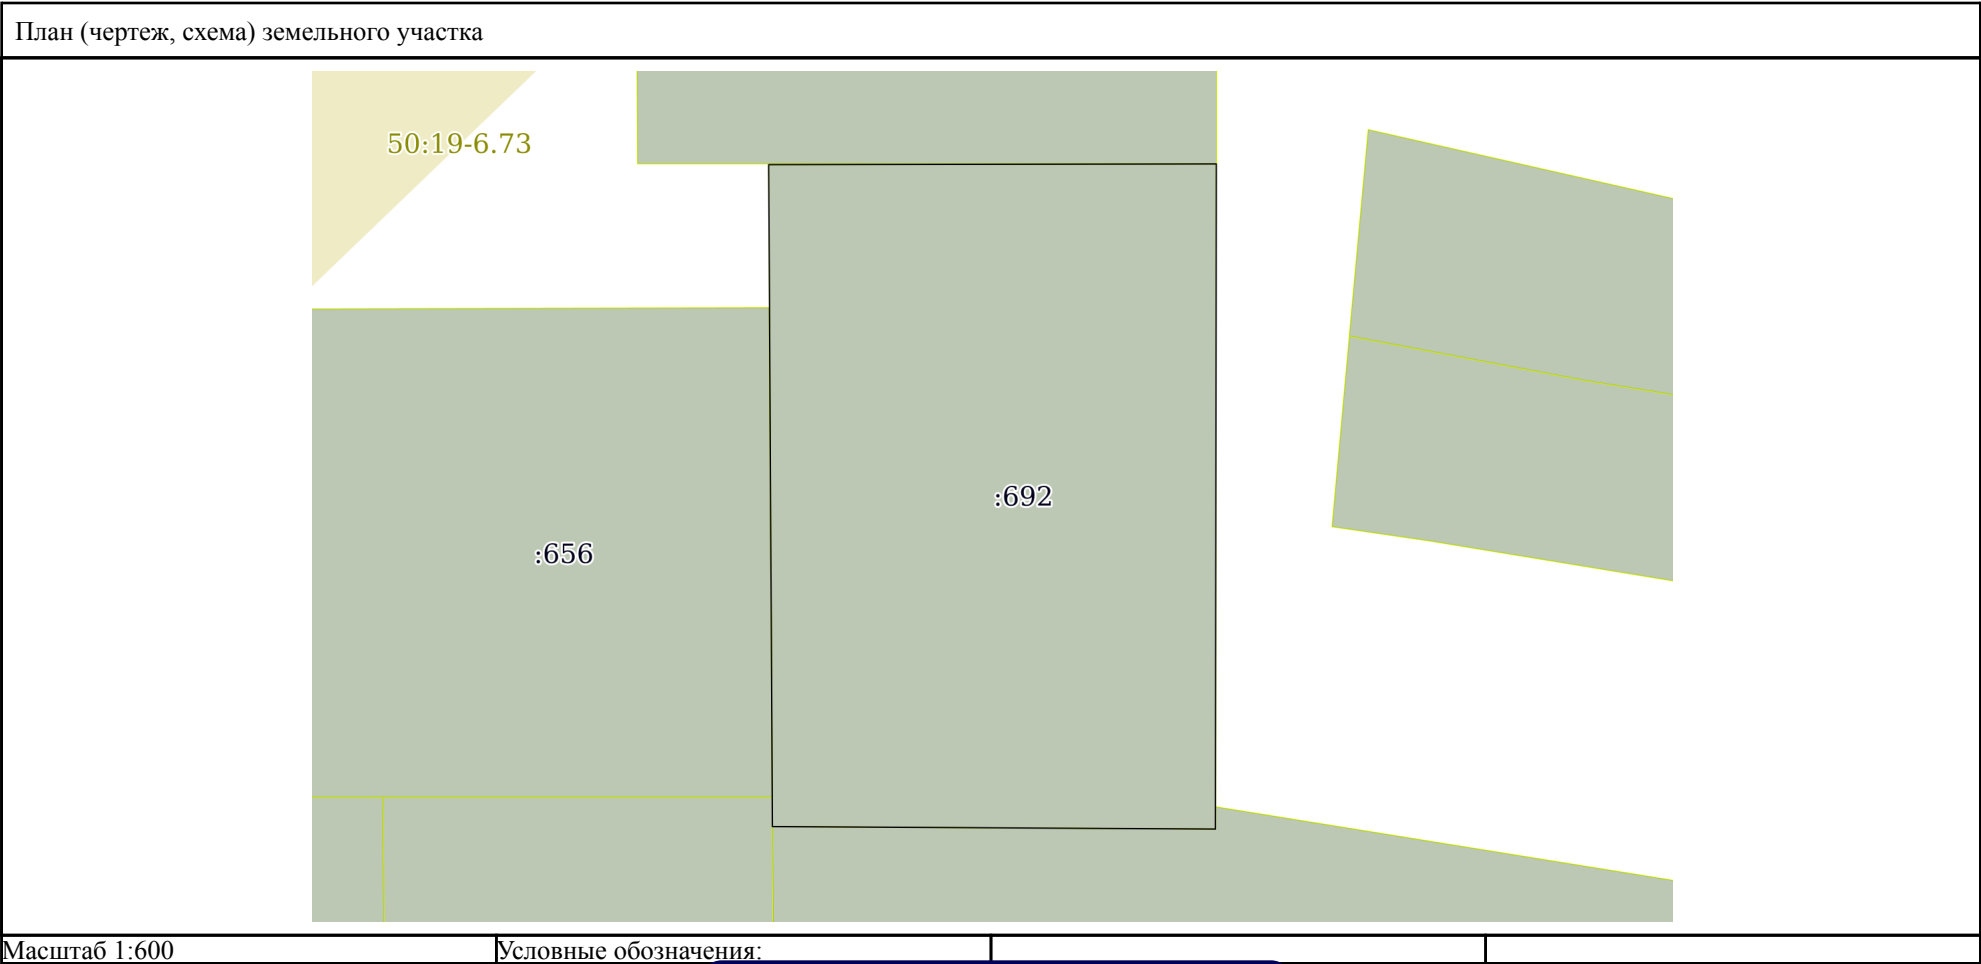 План (чертеж, схема) земельного участка
50:19-6.73
:692
:656
Масштаб 1:600
Условные обозначения: